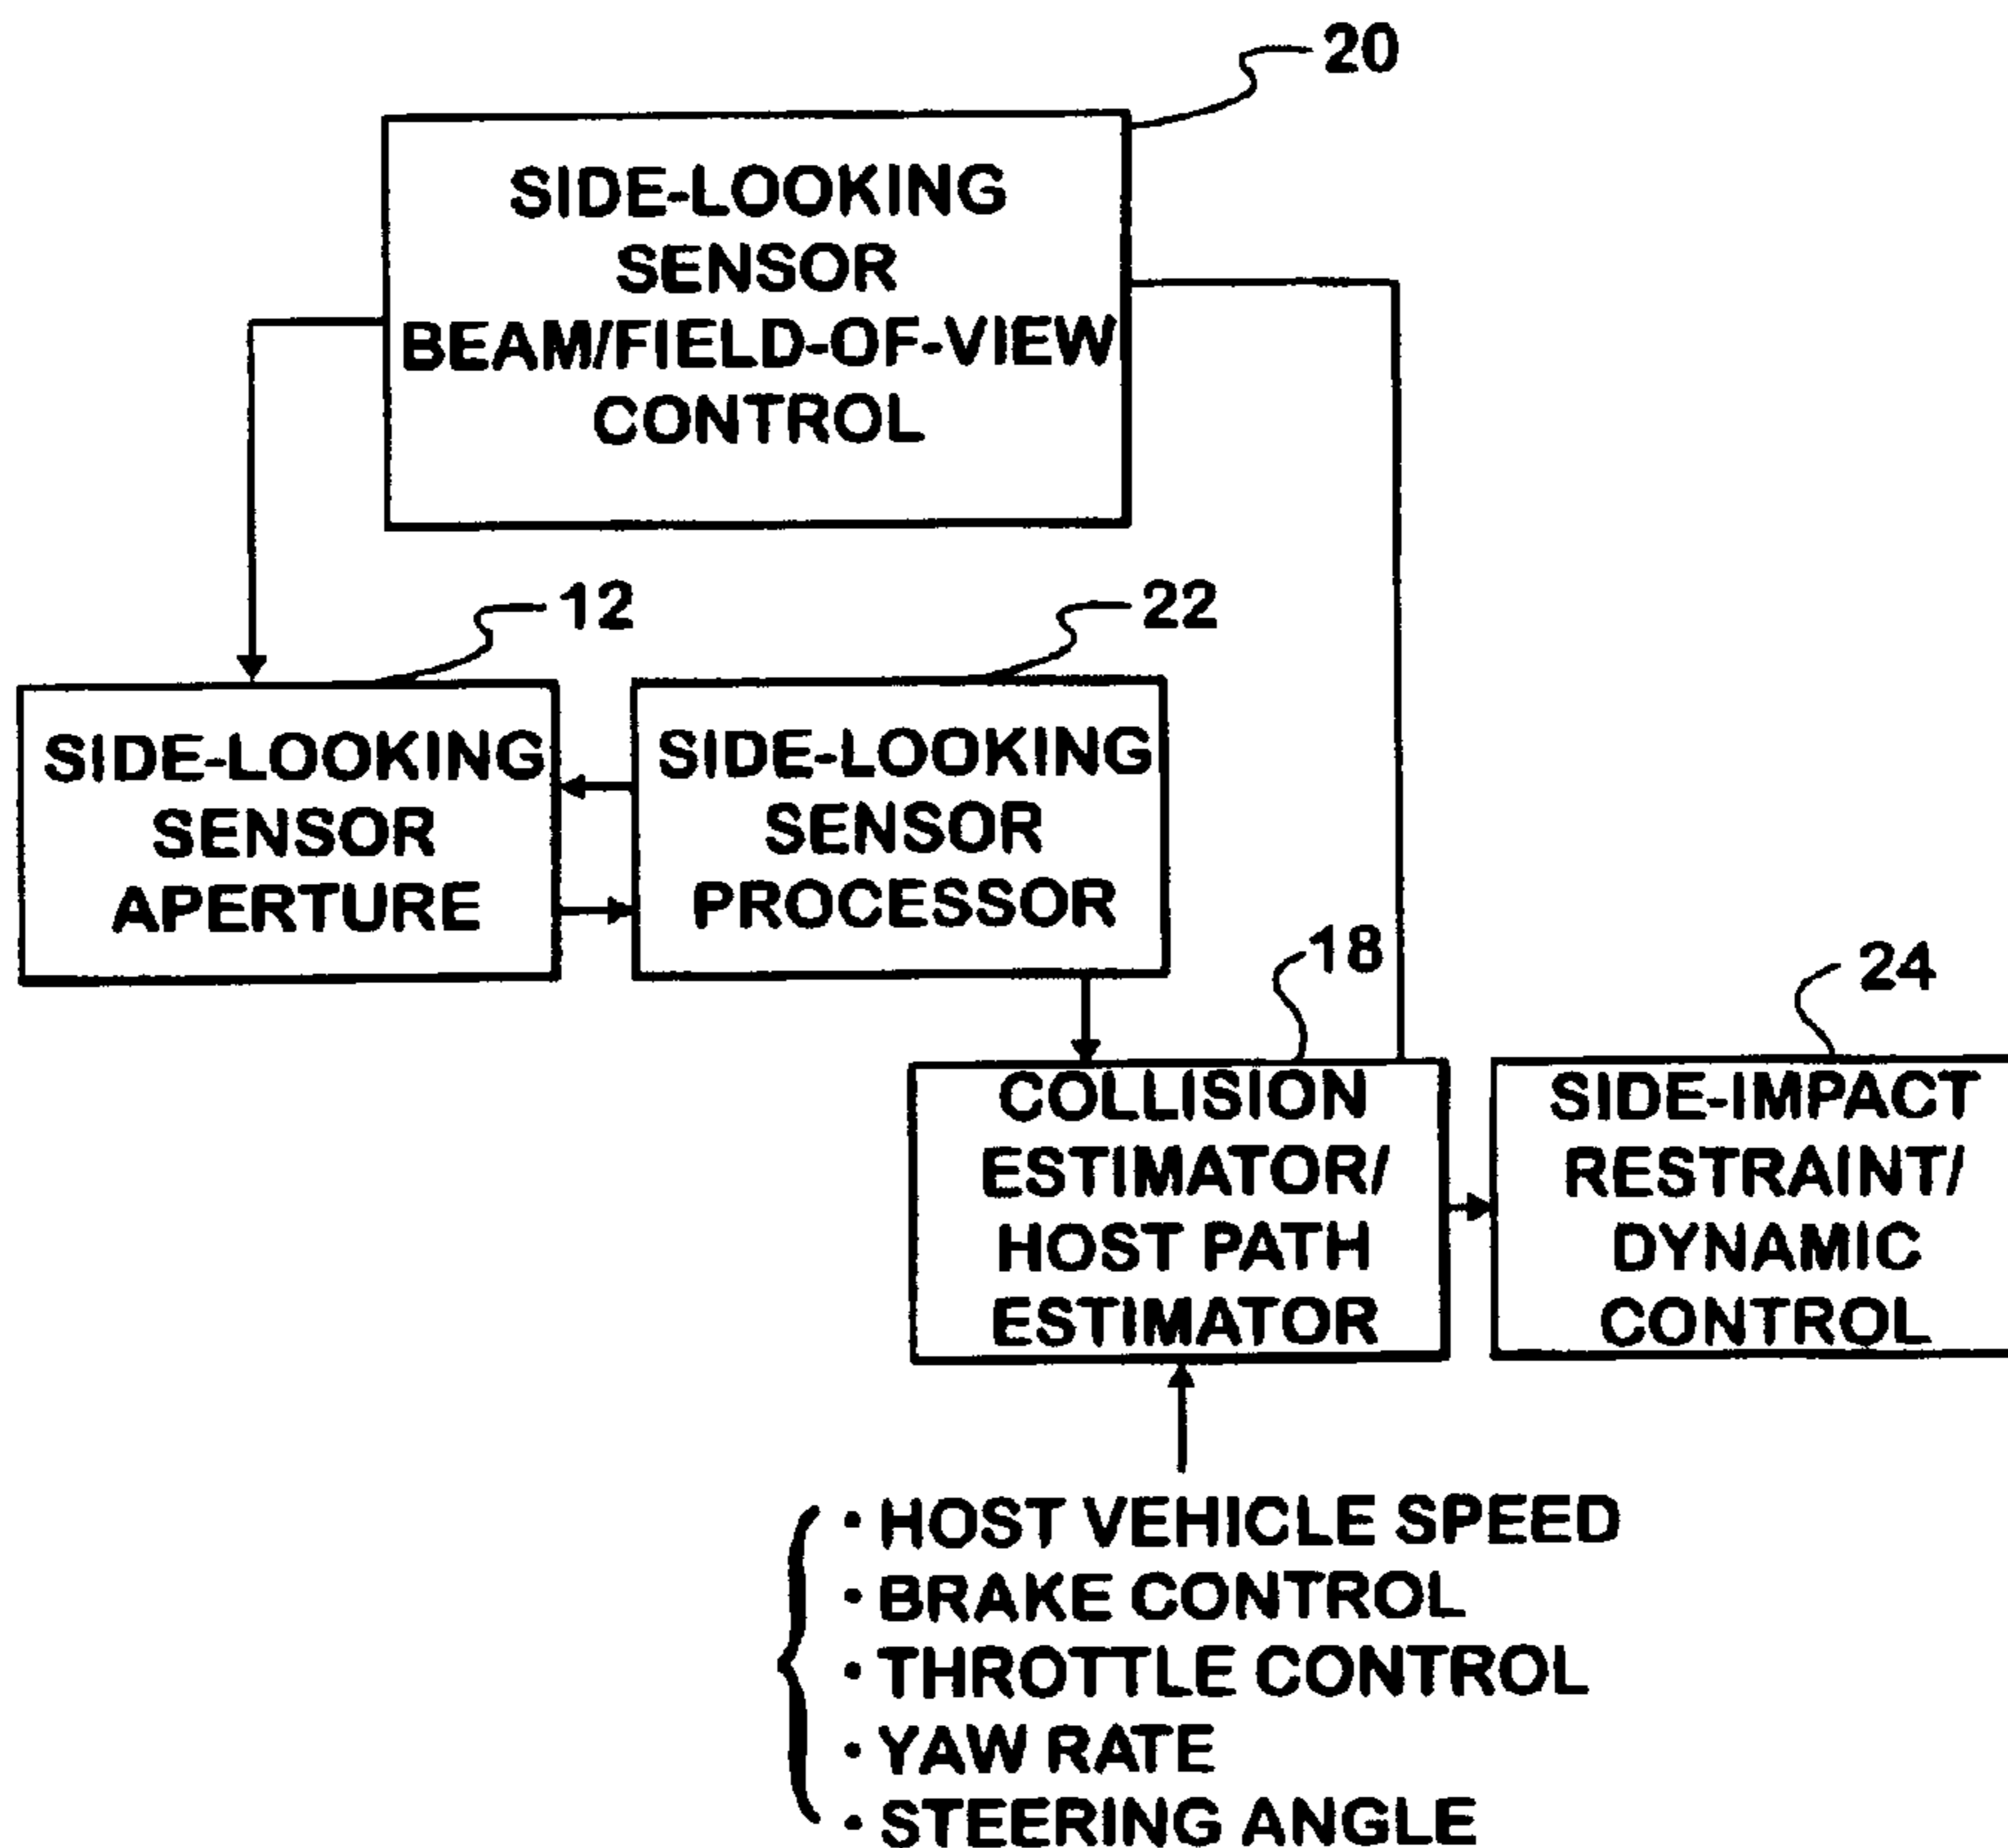 20
SIDE-LOOKING
SENSOR
BEAM/FIELD-OF-VIEW
CONTROL
12
22
SIDE-LOOKING
SENSOR
APERTURE
SIDE-LOOKING
SENSOR
PROCESSOR
18
24
COLLISION
ESTIMATOR/
HOST PATH
ESTIMATOR
SIDE-IMPACT
RESTRAINT/
DYNAMIC
CONTROL
• HOST VEHICLE SPEED
• BRAKE CONTROL
• THROTTLE CONTROL
• YAW RATE
• STEERING ANGLE